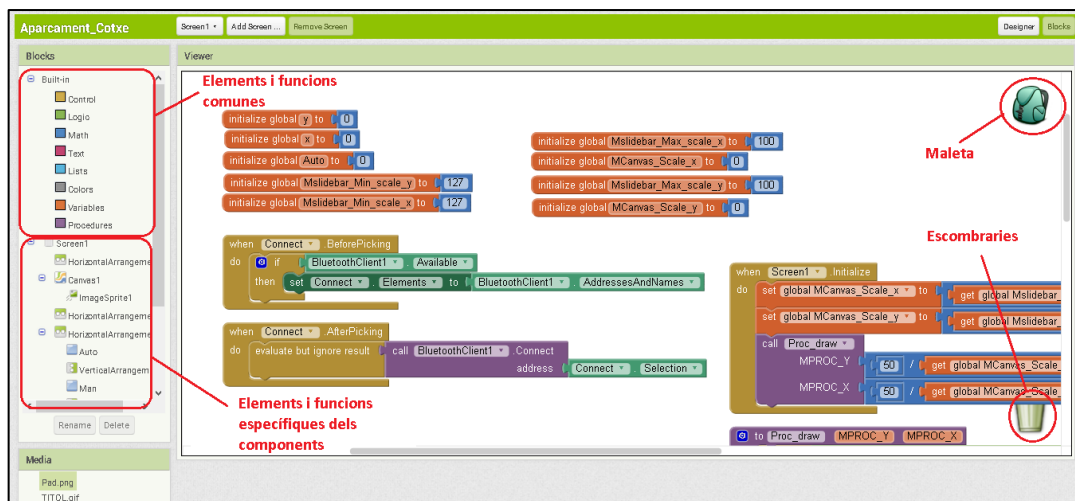 Aparcament_Cotxe
Screen1
Add Screen ...
Remove Screen
Designer
Blocks
Blocks
Viewer
Built-in
Control
Logic
Math
Text
Lists
Colors
Variables
Procedures
Screen1
HorizontalArrangeme
Canvas1
ImageSprite1
HorizontalArrangeme
HorizontalArrangeme
Auto
VerticalArrangem
Man
Rename
Delete
Media
Pad.png
TITOL.gif
Elements i funcions
comunes
Elements i funcions
específiques dels
components
Maleta
Escombraries
initialize global y to 0
initialize global x to 0
initialize global Auto to 0
initialize global Mslidebar_Min_scale_y to 127
initialize global Mslidebar_Min_scale_x to 127
initialize global Mslidebar_Max_scale_x to 100
initialize global MCanvas_Scale_x to 0
initialize global Mslidebar_Max_scale_y to 100
initialize global MCanvas_Scale_y to 0
when Connect .BeforePicking
do if BluetoothClient1 . Available
then set Connect . Elements to BluetoothClient1 . AddressesAndNames
when Connect .AfterPicking
do evaluate but ignore result call BluetoothClient1 .Connect
address Connect . Selection
when Screen1 .Initialize
do set global MCanvas_Scale_x to get global Mslidebar_
set global MCanvas_Scale_y to get global Mslidebar_
call Proc_draw
MPROC_Y 50 / get global MCanvas_Scale
MPROC_X 50 / get global MCanvas_Scale
to Proc_draw MPROC_Y MPROC_X